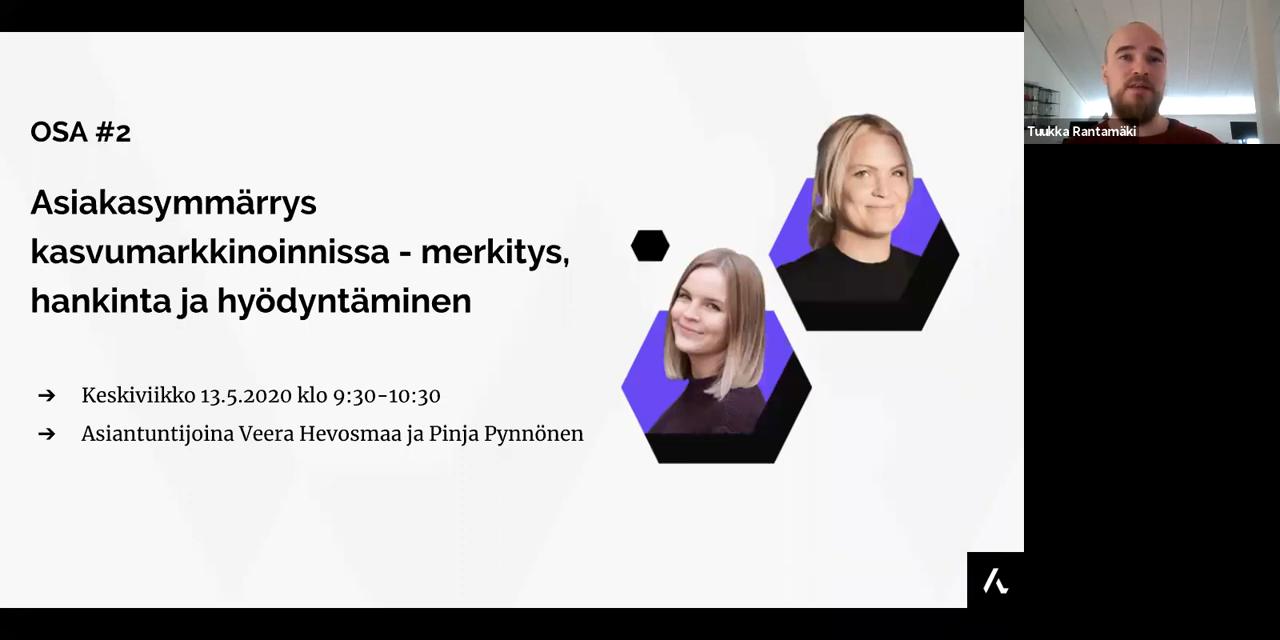 OSA #2
Asiakasymmärrys
kasvumarkkinoinnissa - merkitys,
hankinta ja hyödyntäminen
➔ Keskiviikko 13.5.2020 klo 9:30-10:30
➔ Asiantuntijoina Veera Hevosmaa ja Pinja Pynnönen
Tuukka Rantamäki